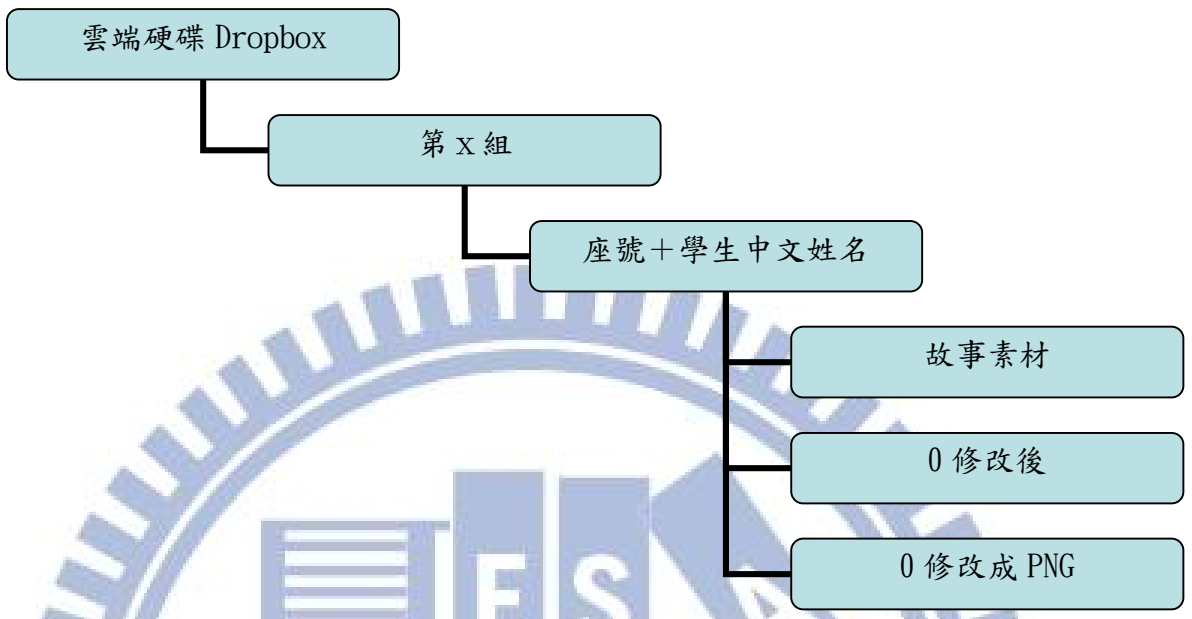 雲端硬碟 Dropbox
第 x 組
座號＋學生中文姓名
故事素材
0 修改後
0 修改成 PNG
E S A